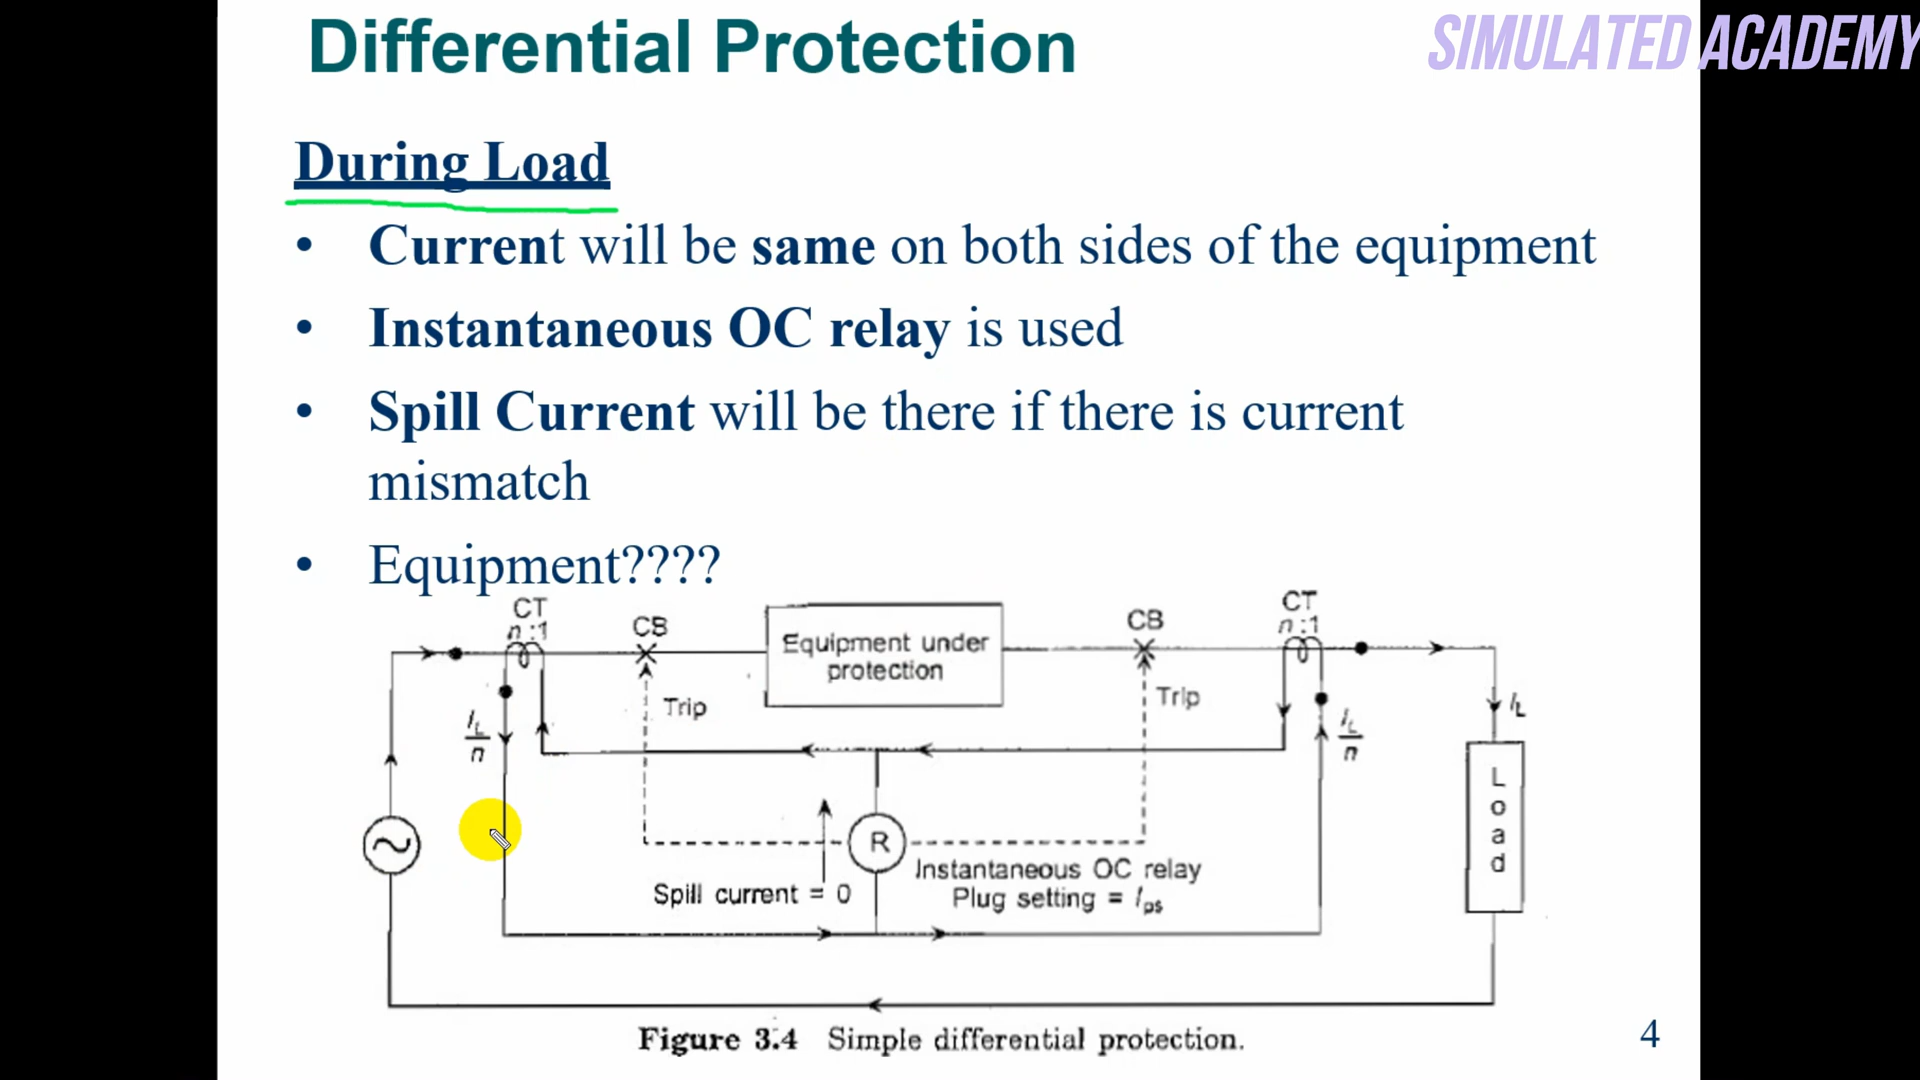 Differential Protection
SIMULATED ACADEMY
During Load
• Current will be same on both sides of the equipment
• Instantaneous OC relay is used
• Spill Current will be there if there is current
mismatch
• Equipment????
CT
n:1
CB
Equipment under
protection
CB
CT
n:1
Trip
Trip
I_L
I_L/n
I_L/n
Load
R
Spill current = 0
Instantaneous OC relay
Plug setting = I_ps
Figure 3.4 Simple differential protection.
4